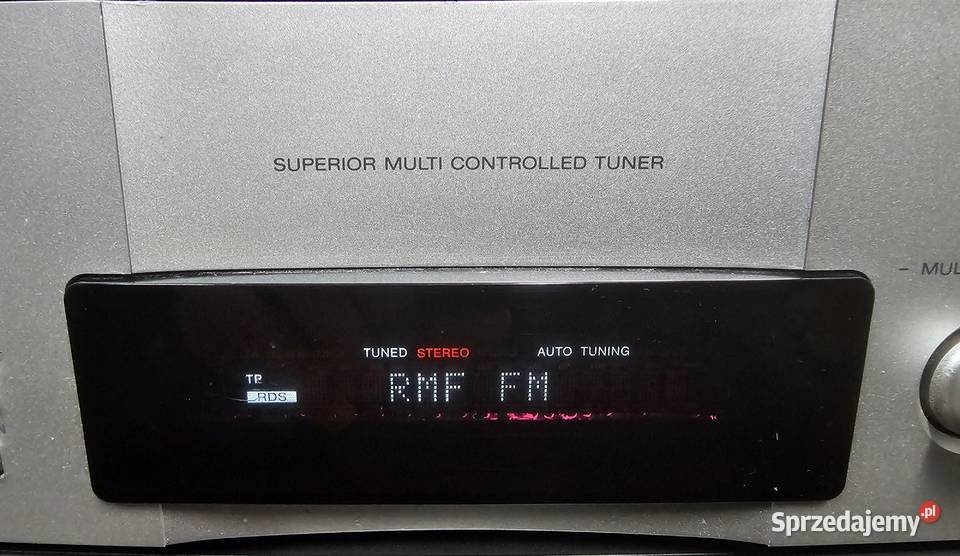 SUPERIOR MULTI CONTROLLED TUNER
TUNED STEREO AUTO TUNING
TP
RDS
RMF FM
Sprzedajemy.pl